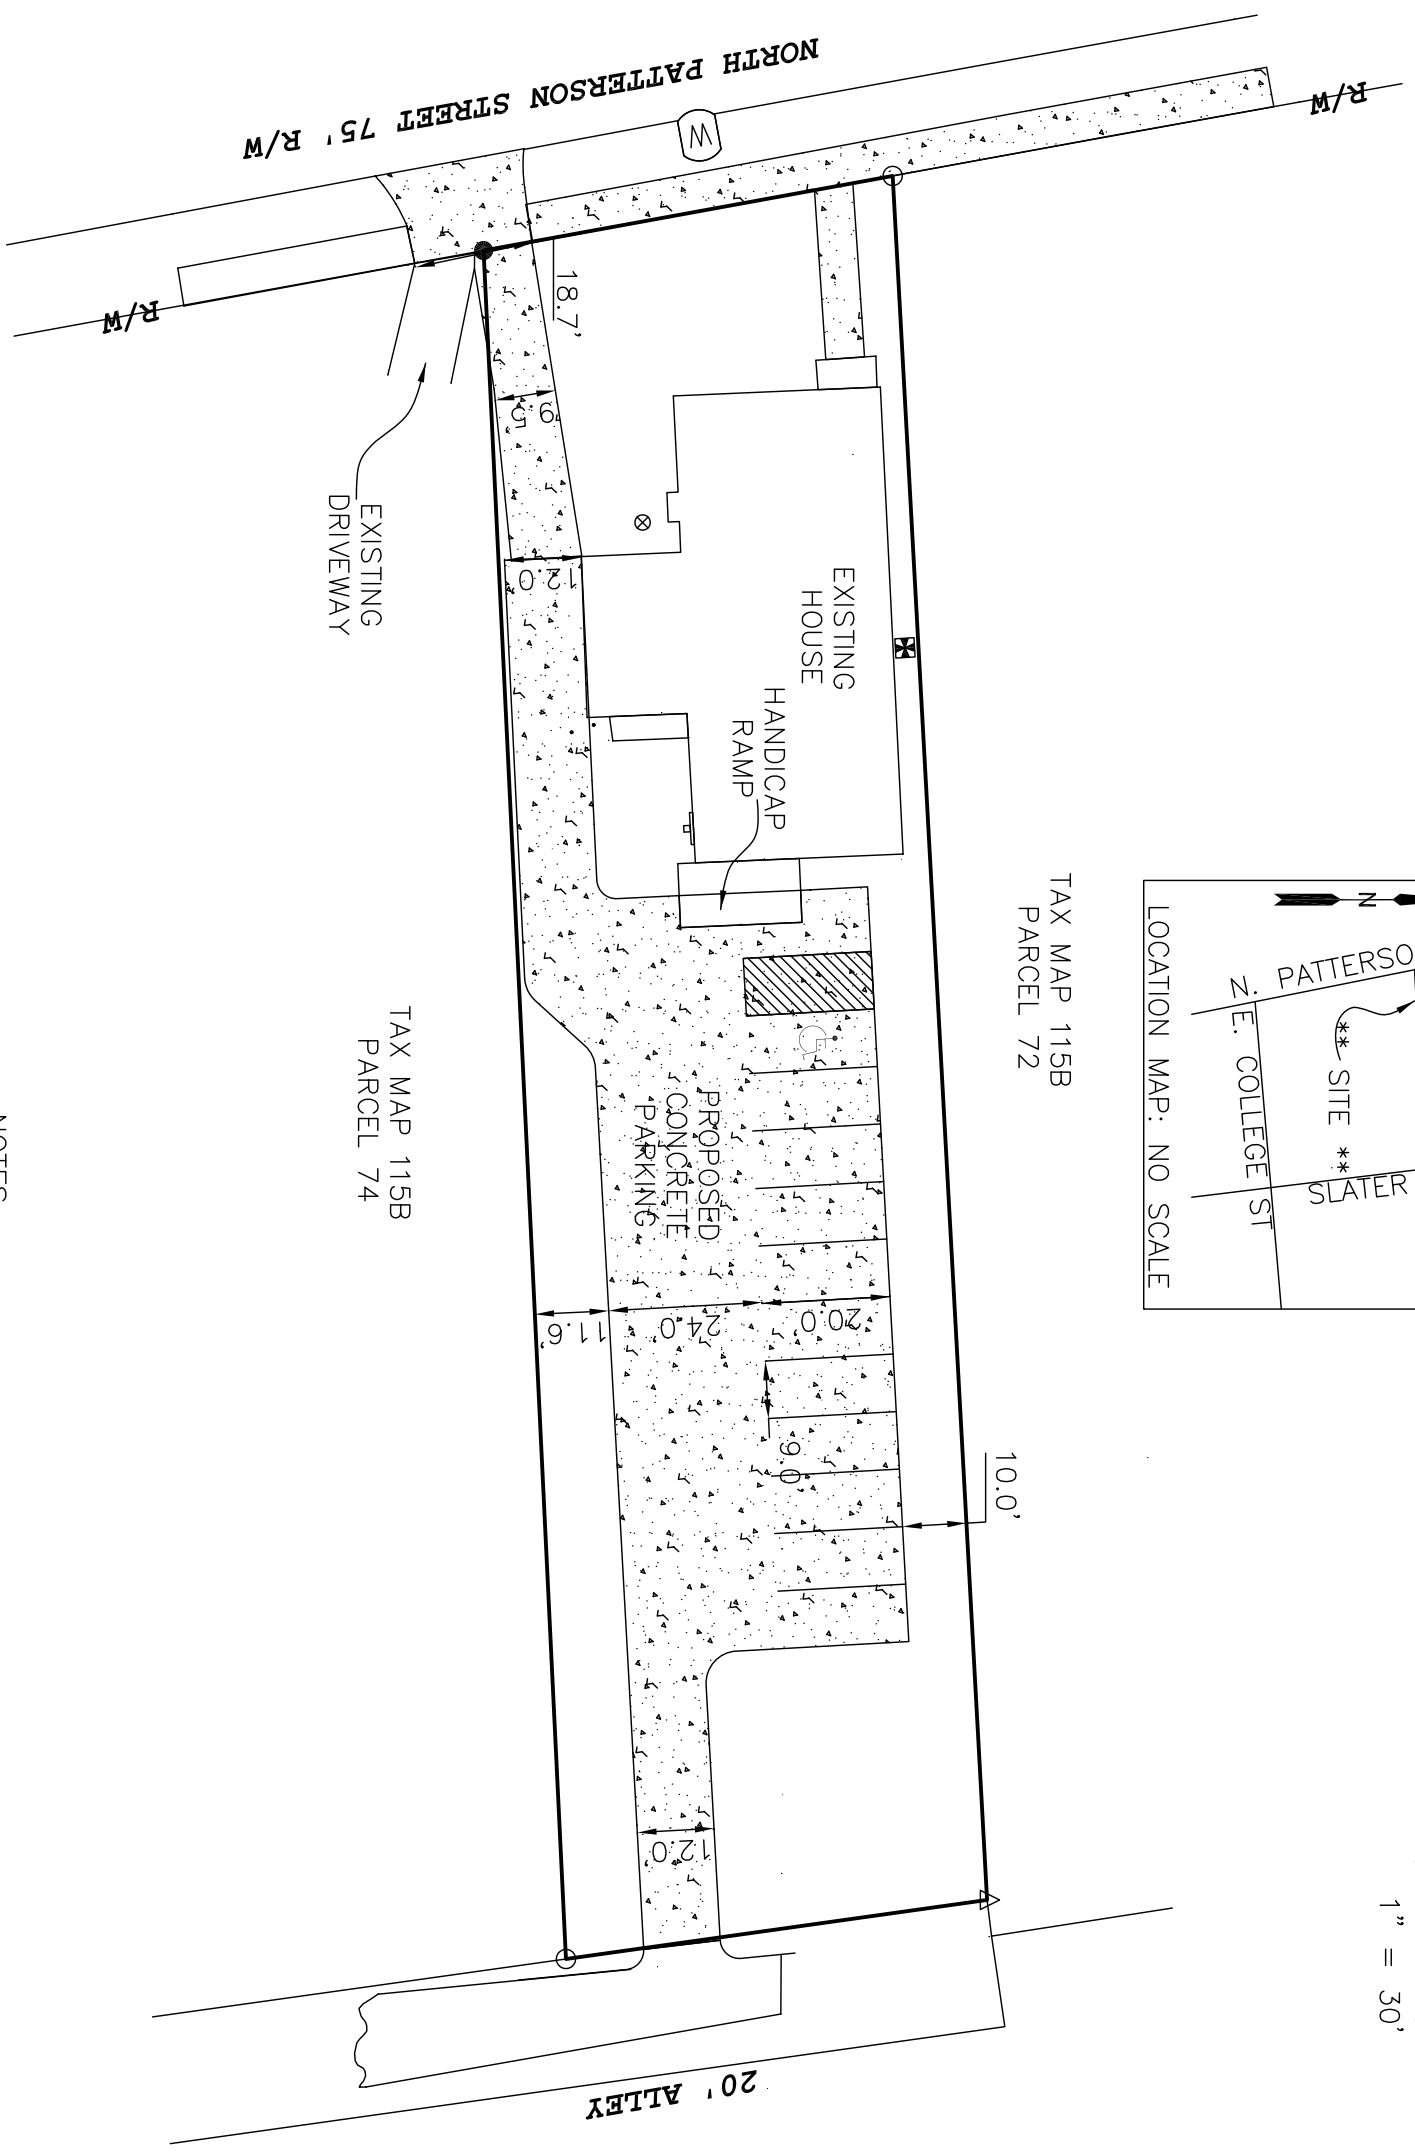 NORTH PATTERSON STREET 75' R/W
R/W
R/W
W
18.7'
9.5'
12.0'
EXISTING
DRIVEWAY
EXISTING
HOUSE
HANDICAP
RAMP
TAX MAP 115B
PARCEL 72
N
N. PATTERSO
E. COLLEGE ST
** SITE **
SLATER
LOCATION MAP: NO SCALE
TAX MAP 115B
PARCEL 74
PROPOSED
CONCRETE
PARKING
11.6'
24.0'
20.0'
9.0'
10.0'
12.0'
1" = 30'
20' ALLEY
NOTES